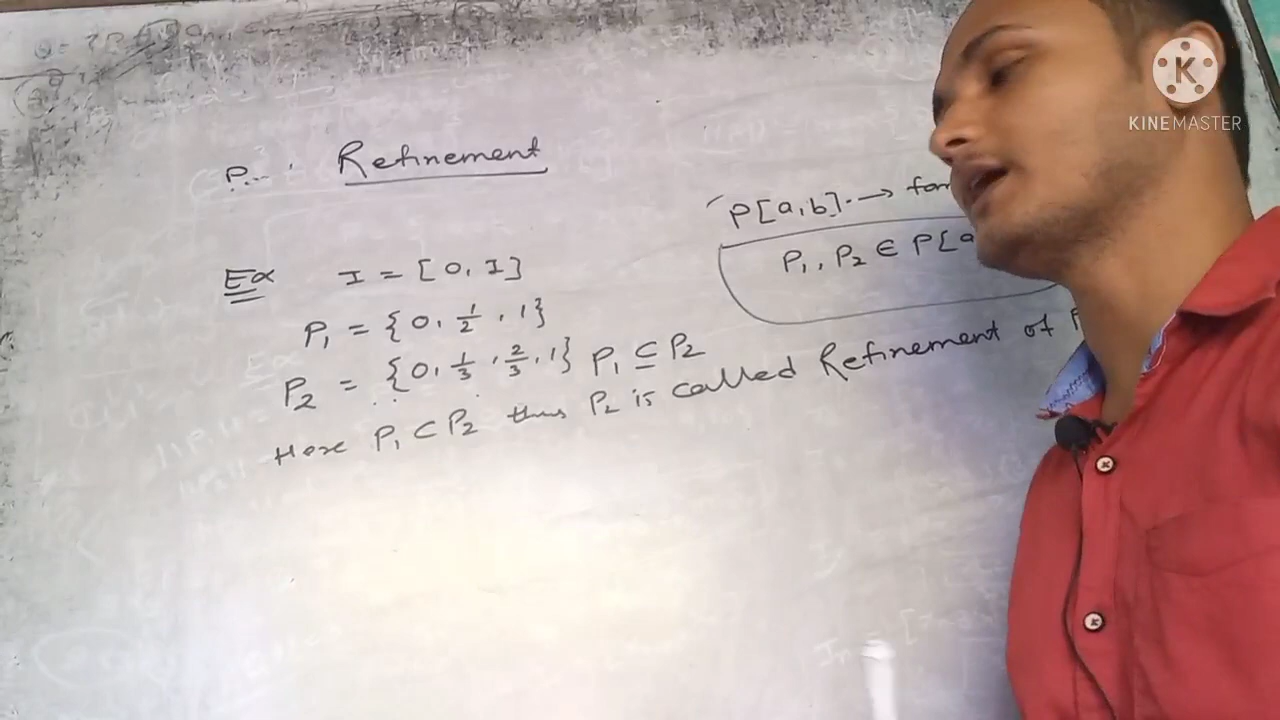 P... Refinement
P[a,b]. → for
P₁, P₂ ∈ P[a
Ex I = [0, I]
P₁ = {0, 1/2, 1}
P₂ = {0, 1/3, 2/3, 1} P₁ ⊆ P₂
Here P₁ ⊂ P₂ thus P₂ is called Refinement of P
K
KINEMASTER